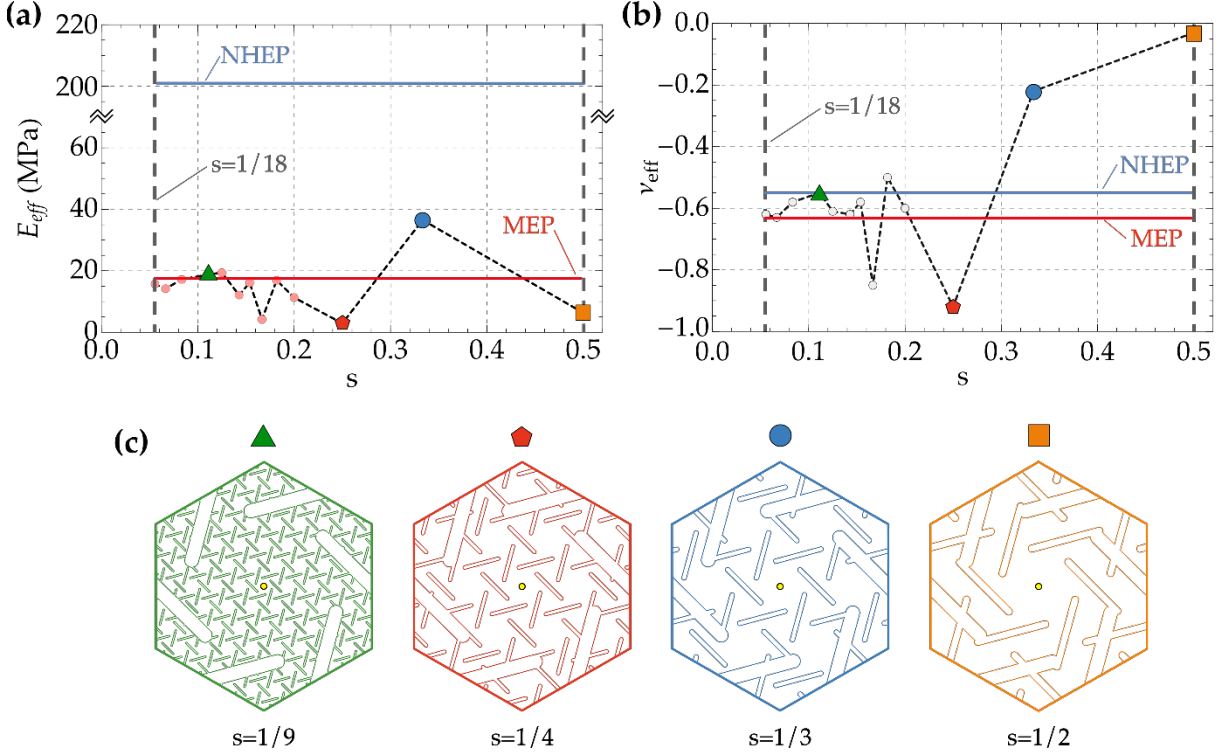 (a)
220
200
60
40
20
0
E_eff (MPa)
NHEP
s=1/18
MEP
0.0 0.1 0.2 0.3 0.4 0.5
s
(b)
0.0
−0.2
−0.4
−0.6
−0.8
−1.0
ν_eff
s=1/18
NHEP
MEP
0.0 0.1 0.2 0.3 0.4 0.5
s
(c)
s=1/9 s=1/4 s=1/3 s=1/2